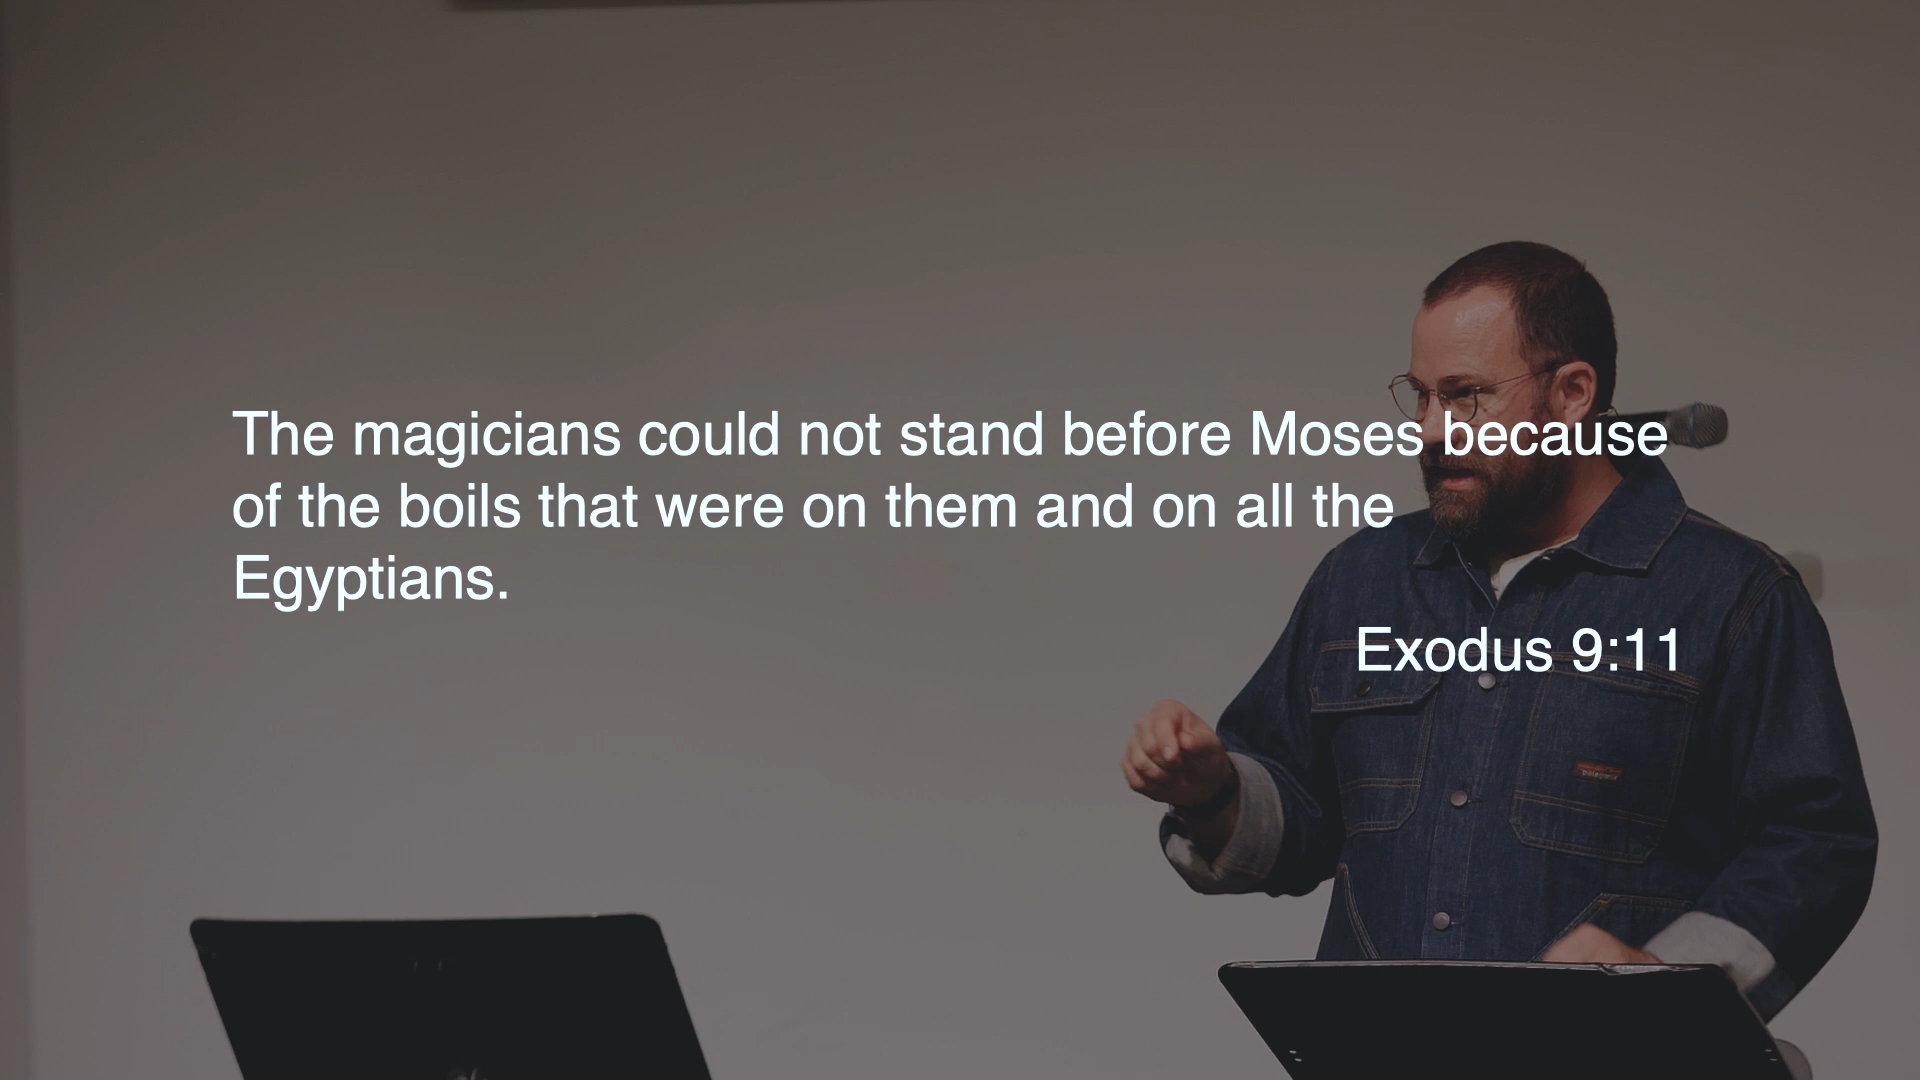 The magicians could not stand before Moses because
of the boils that were on them and on all the
Egyptians.
Exodus 9:11
patagonia